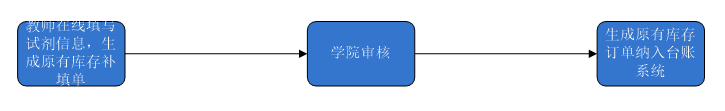 教师在线填写
试剂信息，生
成原有库存补
填单
学院审核
生成原有库存
订单纳入台账
系统